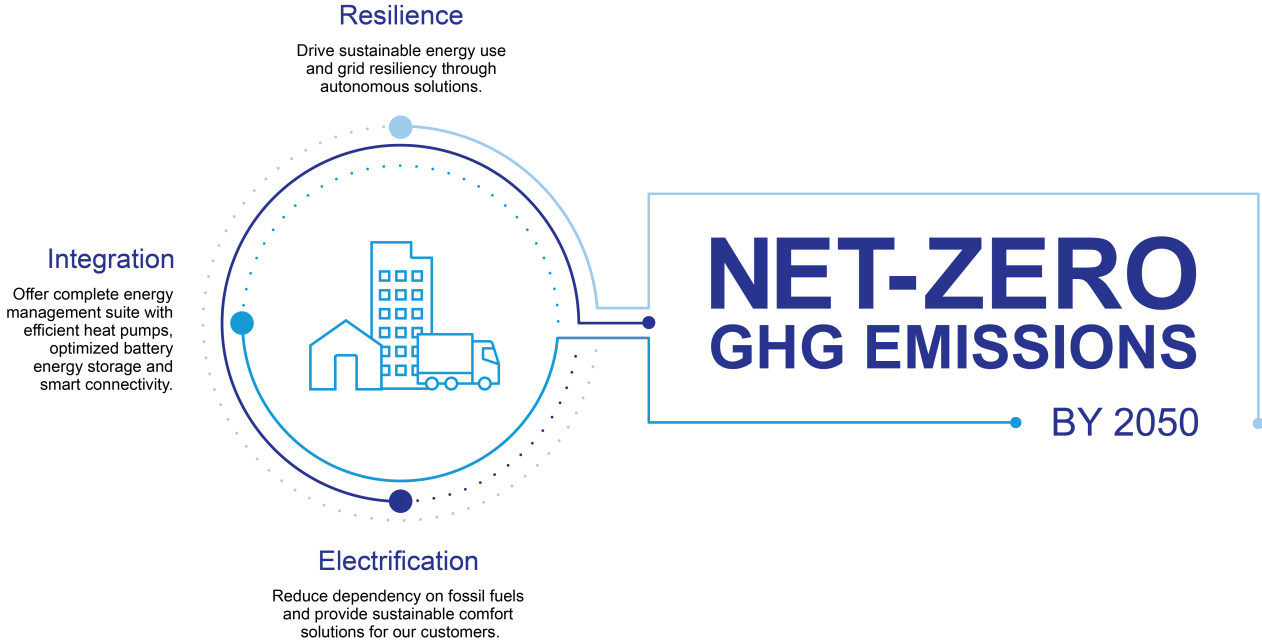 Resilience
Drive sustainable energy use
and grid resiliency through
autonomous solutions.
Integration
Offer complete energy
management suite with
efficient heat pumps,
optimized battery
energy storage and
smart connectivity.
NET-ZERO
GHG EMISSIONS
BY 2050
Electrification
Reduce dependency on fossil fuels
and provide sustainable comfort
solutions for our customers.